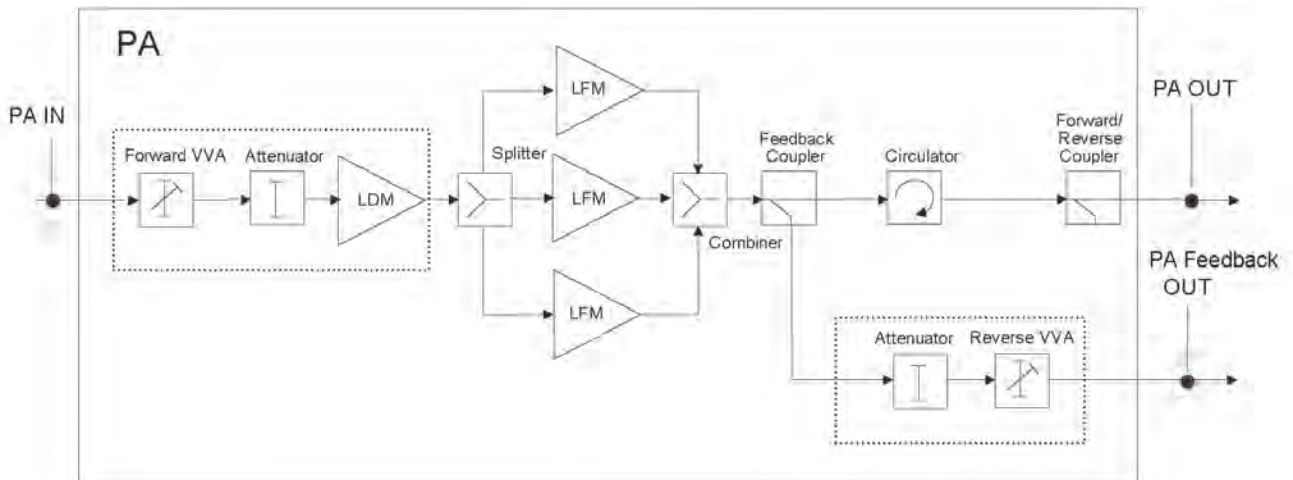 PA
PA IN
Forward VVA
Attenuator
LDM
Splitter
LFM
LFM
LFM
Combiner
Feedback
Coupler
Circulator
Forward/
Reverse
Coupler
PA OUT
Attenuator
Reverse VVA
PA Feedback
OUT